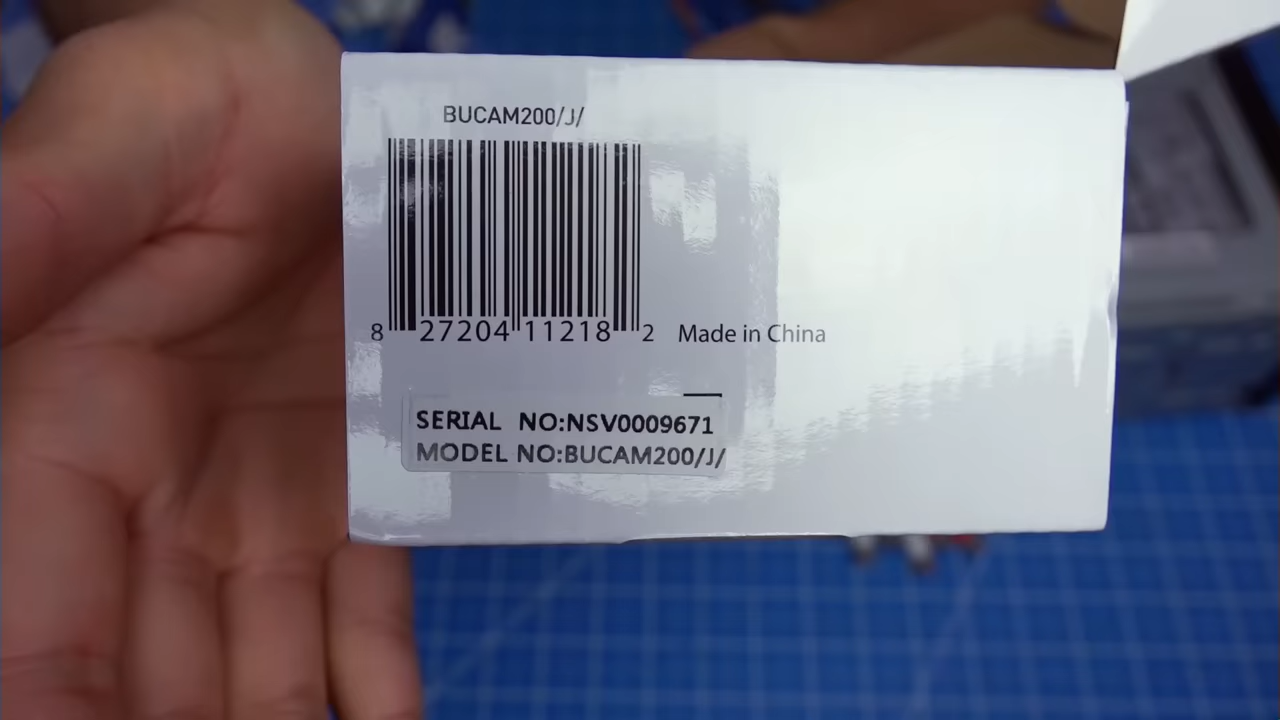 BUCAM200/J/
8 27204 11218 2 Made in China
SERIAL NO:NSV0009671
MODEL NO:BUCAM200/J/